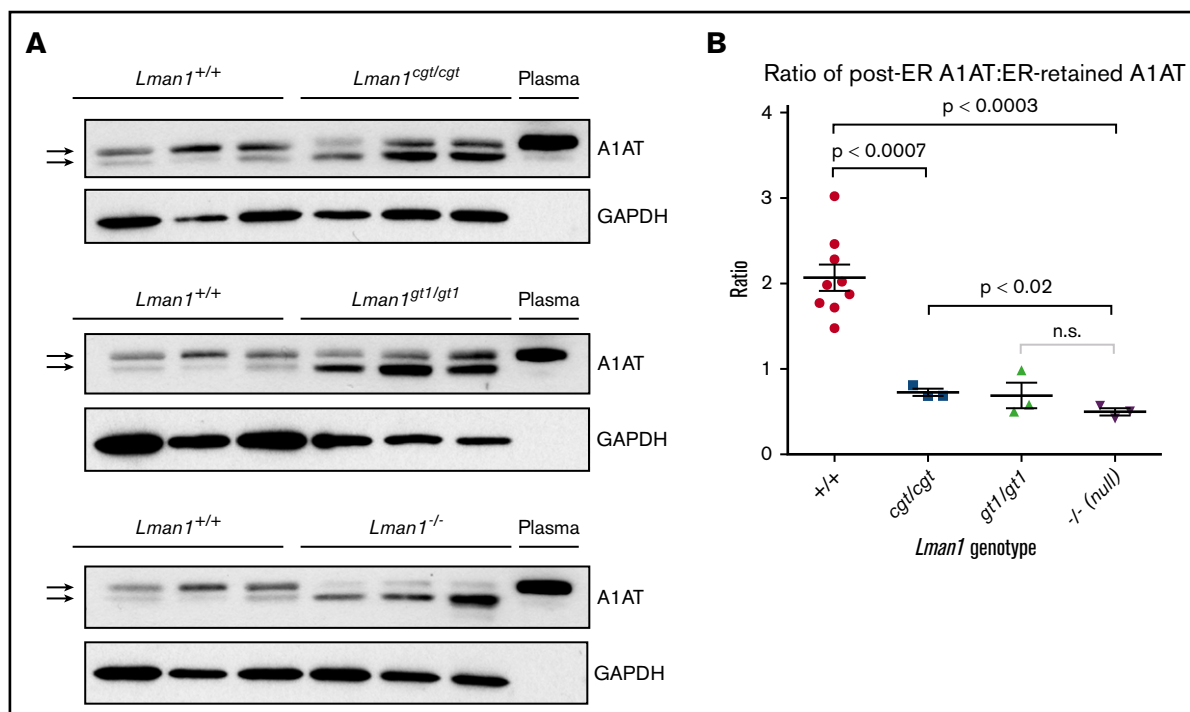 A
Lman1+/+ Lman1cgt/cgt Plasma
A1AT
GAPDH
Lman1+/+ Lman1gt1/gt1 Plasma
A1AT
GAPDH
Lman1+/+ Lman1-/- Plasma
A1AT
GAPDH
B
Ratio of post-ER A1AT:ER-retained A1AT
4
p < 0.0003
p < 0.0007
3
Ratio
2
p < 0.02
n.s.
1
0
+/+ cgt/cgt gt1/gt1 -/- (null)
Lman1 genotype